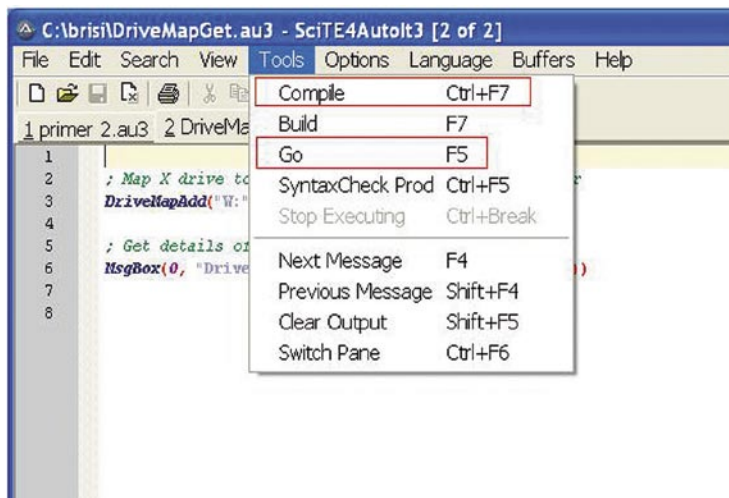 C:\brisi\DriveMapGet.au3 - SciTE4AutoIt3 [2 of 2]
File Edit Search View Tools Options Language Buffers Help
1 primer 2.au3 2 DriveMa
Compile Ctrl+F7
Build F7
Go F5
SyntaxCheck Prod Ctrl+F5
Stop Executing Ctrl+Break
Next Message F4
Previous Message Shift+F4
Clear Output Shift+F5
Switch Pane Ctrl+F6
1
2 ; Map X drive to r
3 DriveMapAdd("W:"
4
5 ; Get details of
6 MsgBox(0, "Drive ))
7
8